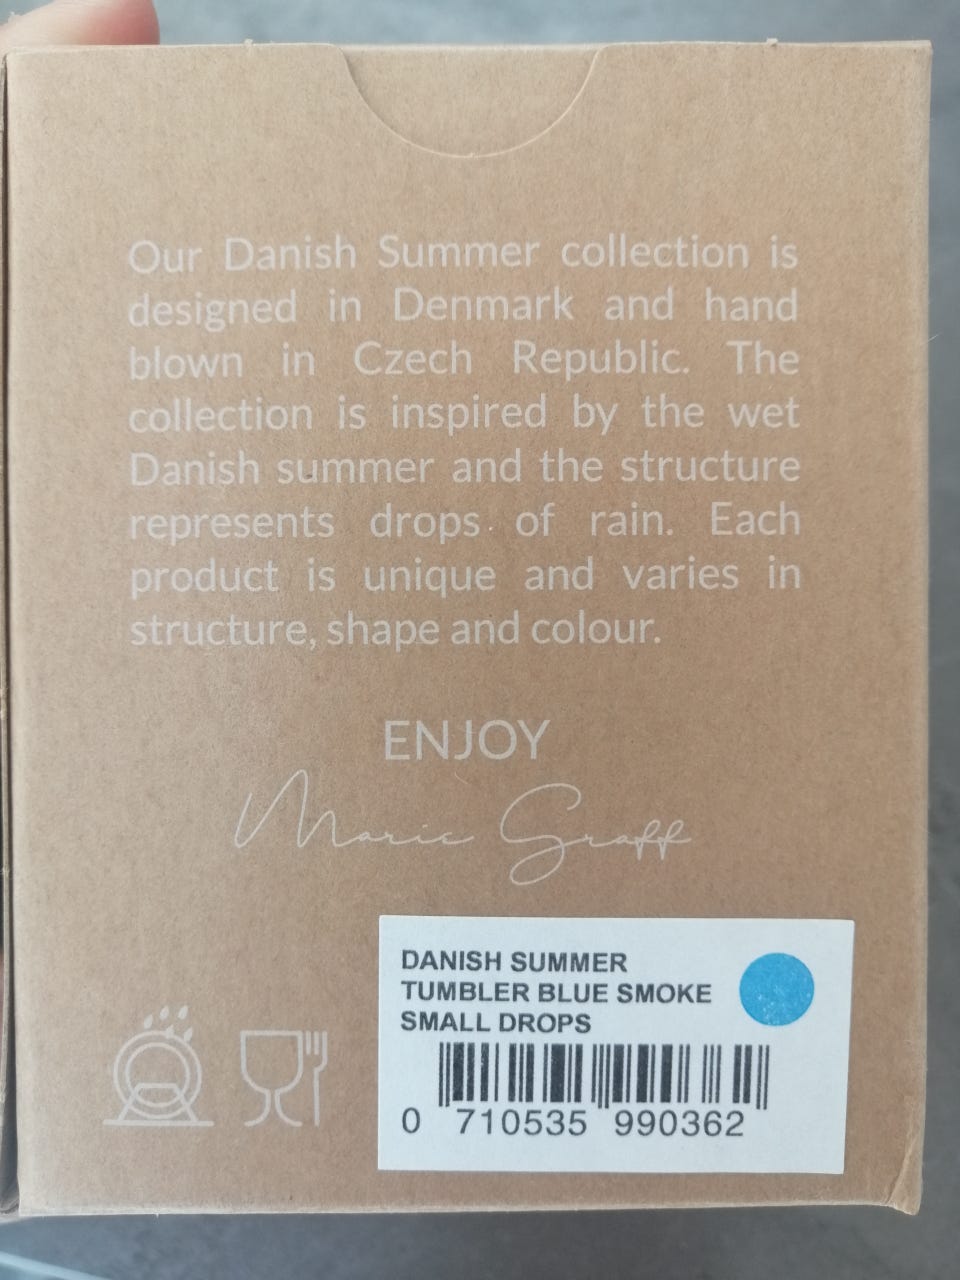 Our Danish Summer collection is
designed in Denmark and hand
blown in Czech Republic. The
collection is inspired by the wet
Danish summer and the structure
represents drops of rain. Each
product is unique and varies in
structure, shape and colour.
ENJOY
Marie Graff
DANISH SUMMER
TUMBLER BLUE SMOKE
SMALL DROPS
0 710535 990362